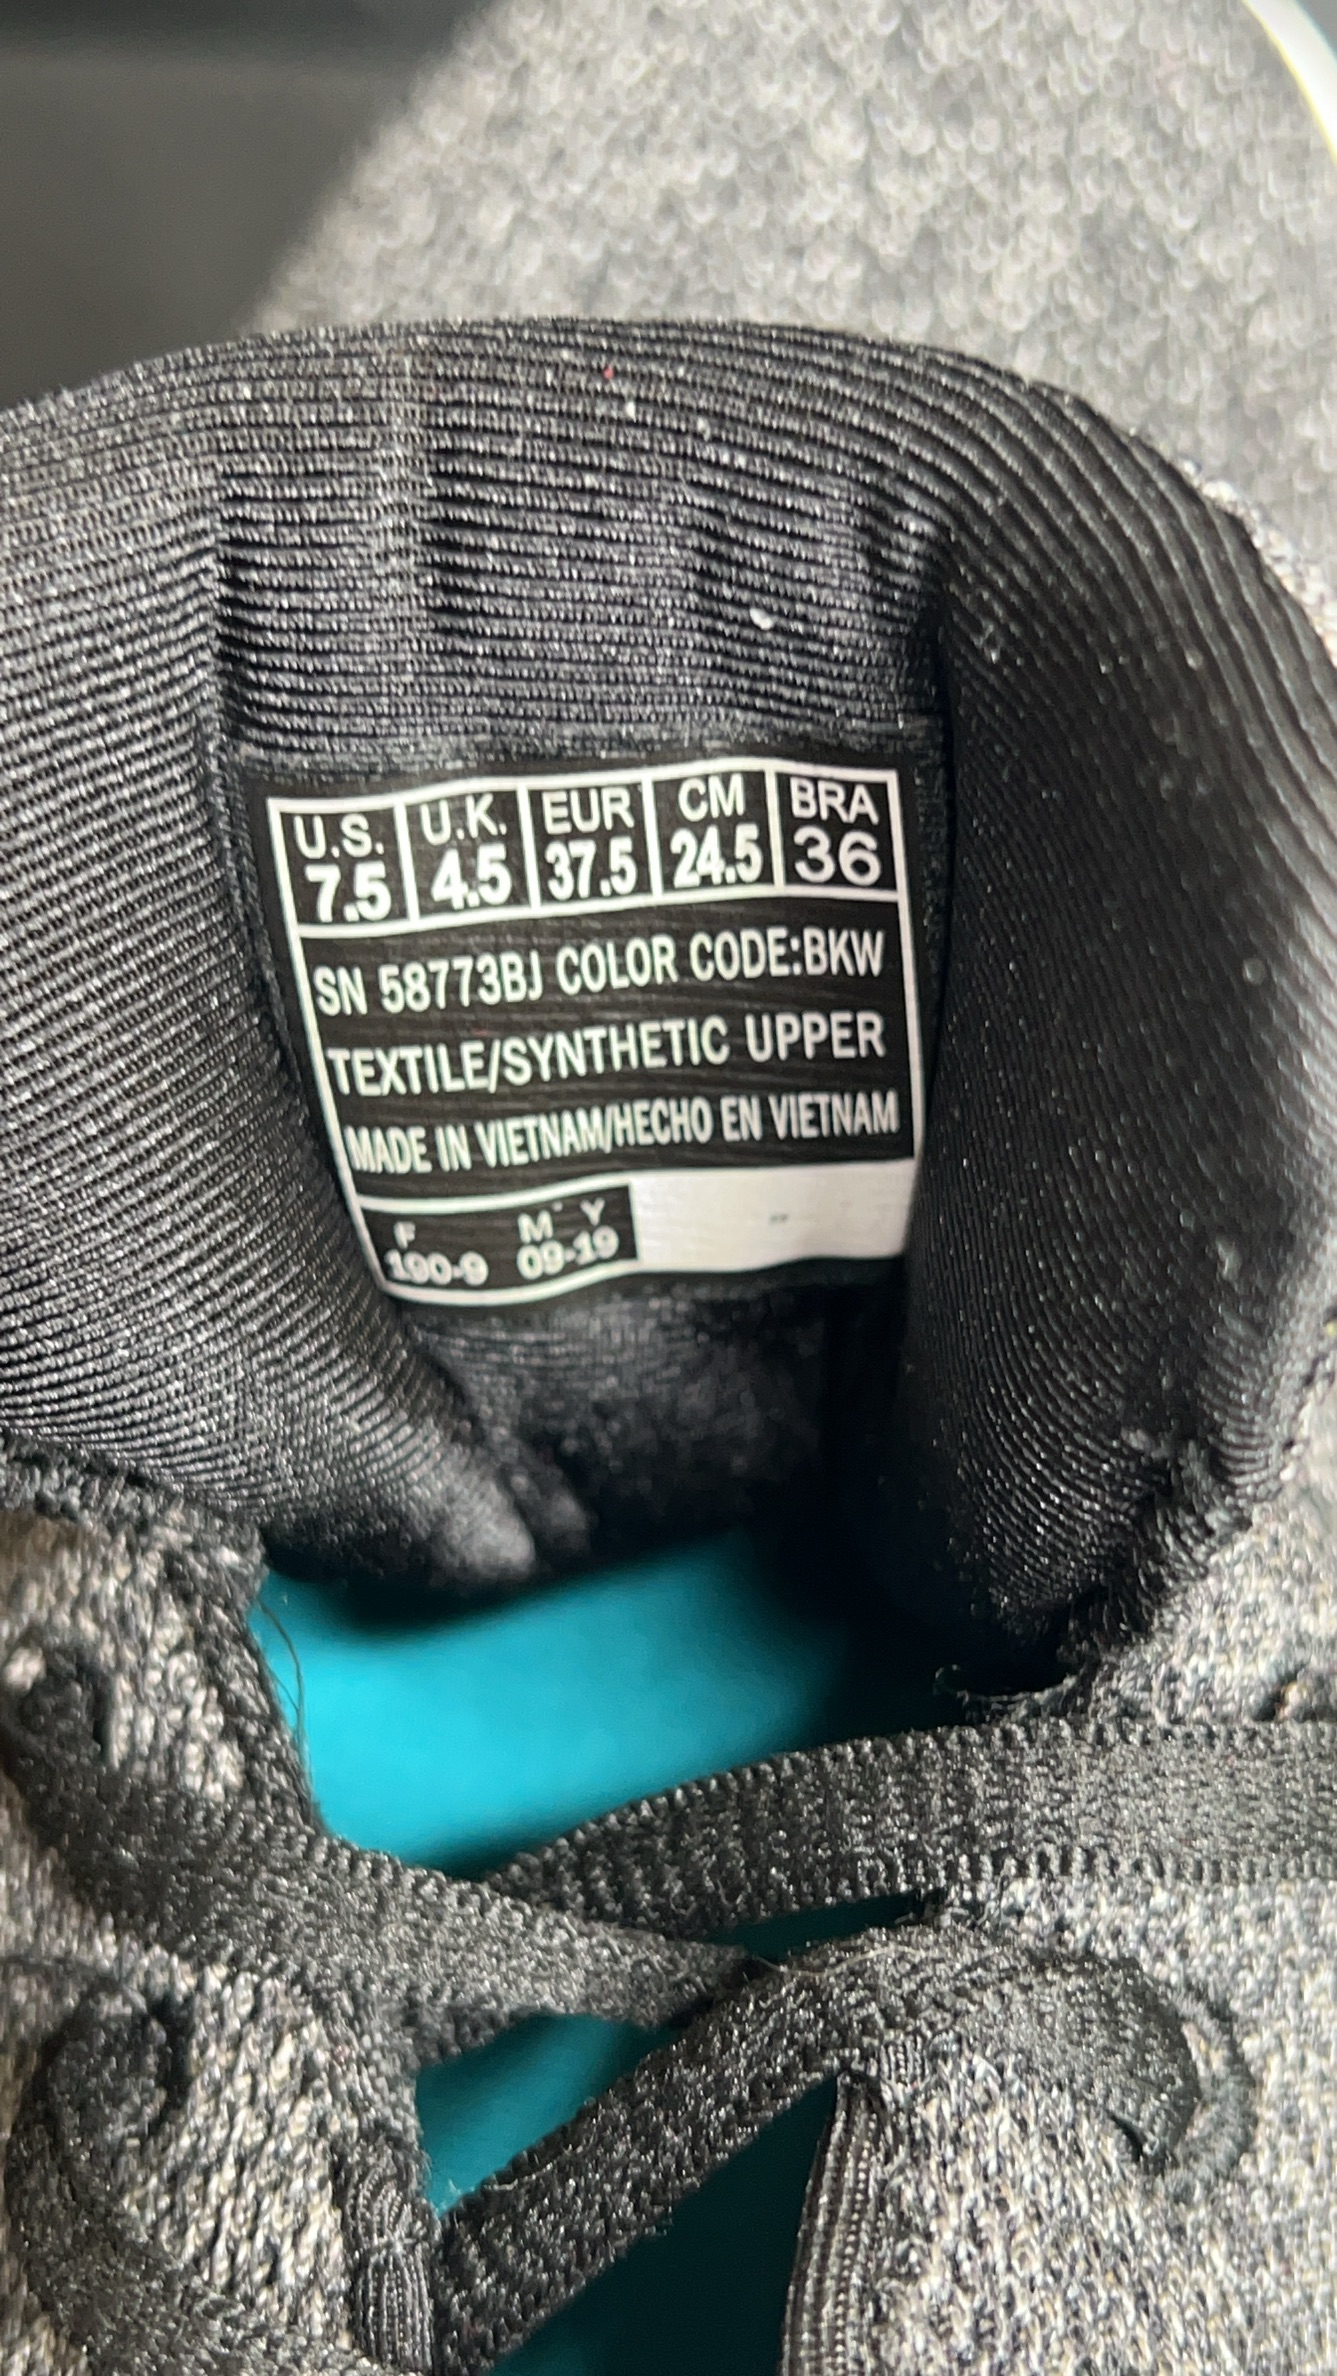 U.S. U.K. EUR CM BRA
7.5 4.5 37.5 24.5 36
SN 58773BJ COLOR CODE:BKW
TEXTILE/SYNTHETIC UPPER
MADE IN VIETNAM/HECHO EN VIETNAM
F M Y
190-9 09-19